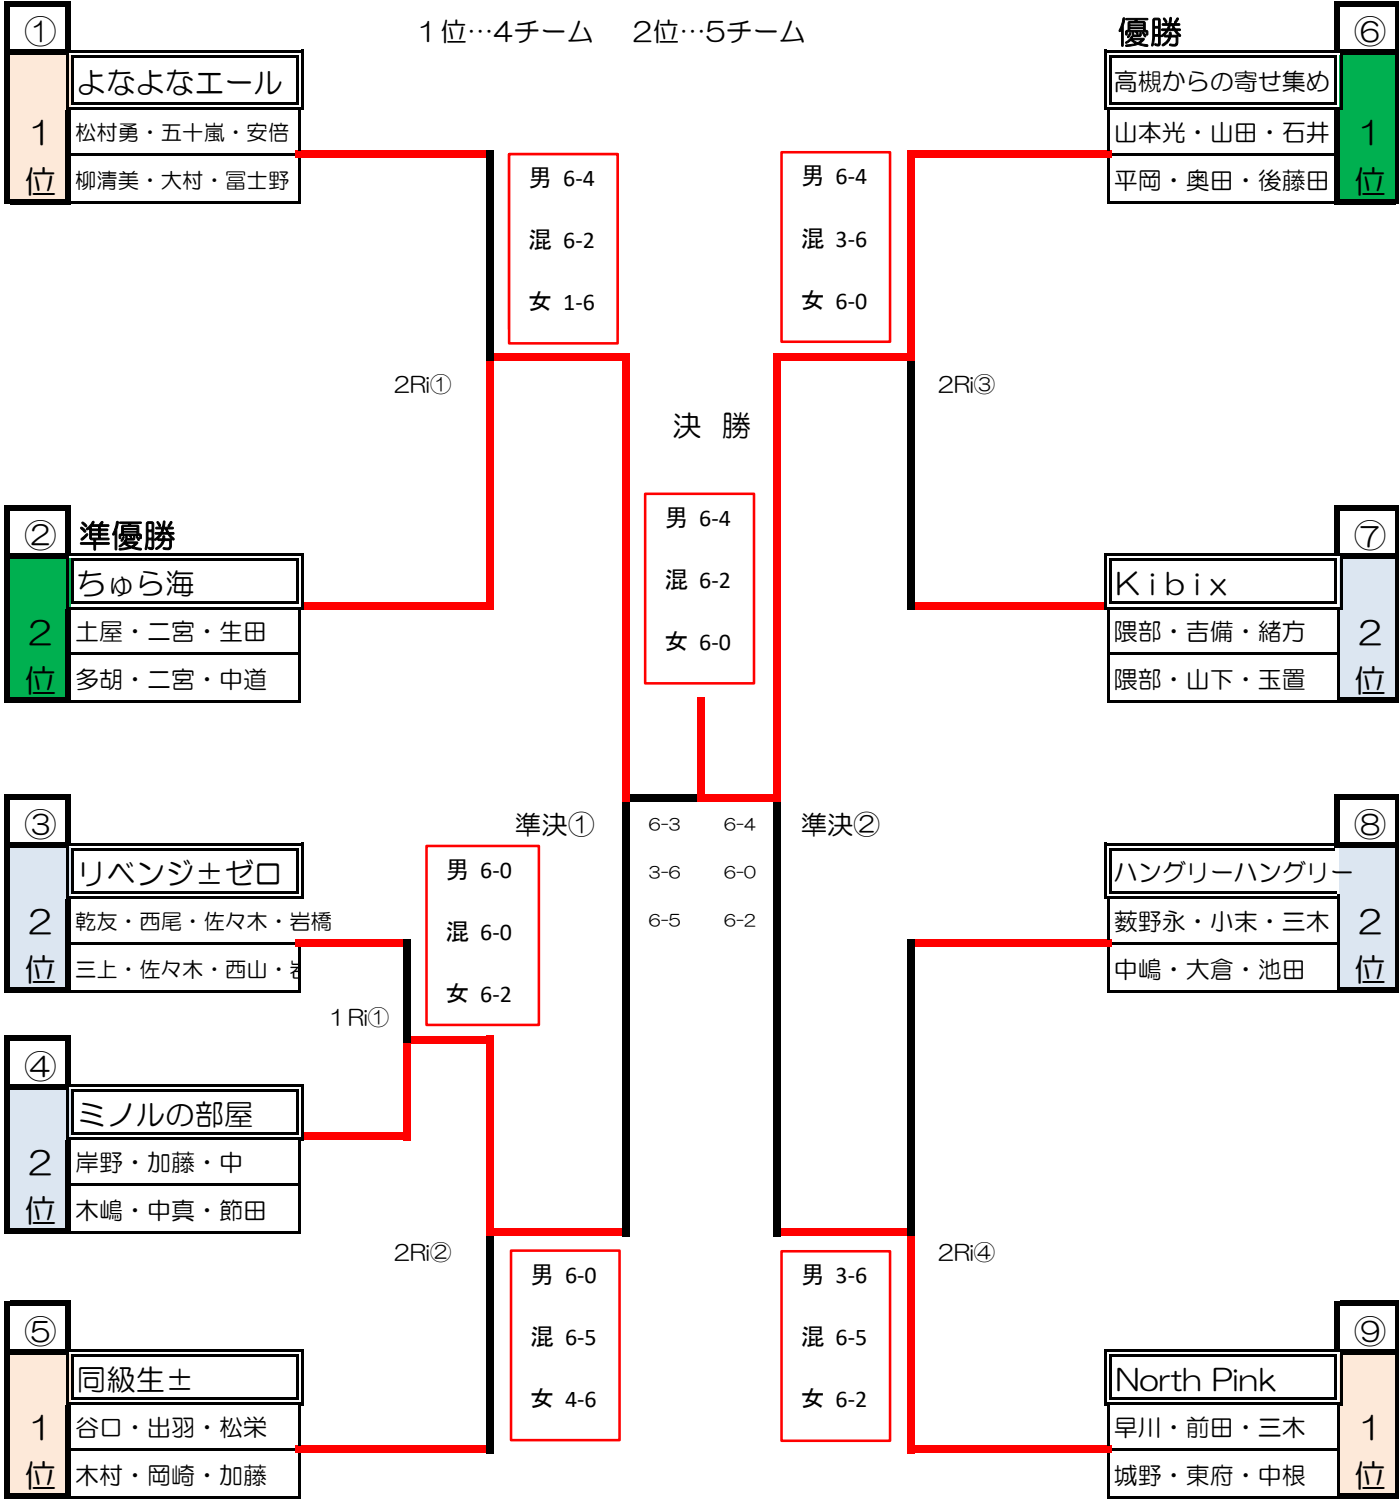 １位…4チーム　2位…5チーム
①
よなよなエール
1位
松村勇・五十嵐・安倍
柳清美・大村・冨士野
男 6-4
混 6-2
女 1-6
2Ri①
② 準優勝
ちゅら海
2位
土屋・二宮・生田
多胡・二宮・中道
③
リベンジ±ゼロ
2位
乾友・西尾・佐々木・岩橋
三上・佐々木・西山・
1Ri①
男 6-0
混 6-0
女 6-2
④
ミノルの部屋
2位
岸野・加藤・中
木嶋・中真・節田
2Ri②
男 6-0
混 6-5
女 4-6
⑤
同級生±
1位
谷口・出羽・松栄
木村・岡崎・加藤
決 勝
男 6-4
混 6-2
女 6-0
準決① 6-3 6-4 準決②
3-6 6-0
6-5 6-2
優勝 ⑥
高槻からの寄せ集め
1位
山本光・山田・石井
平岡・奥田・後藤田
男 6-4
混 3-6
女 6-0
2Ri③
⑦
Kibix
2位
隈部・吉備・緒方
隈部・山下・玉置
⑧
ハングリーハングリー
2位
薮野永・小末・三木
中嶋・大倉・池田
2Ri④
男 3-6
混 6-5
女 6-2
⑨
North Pink
1位
早川・前田・三木
城野・東府・中根